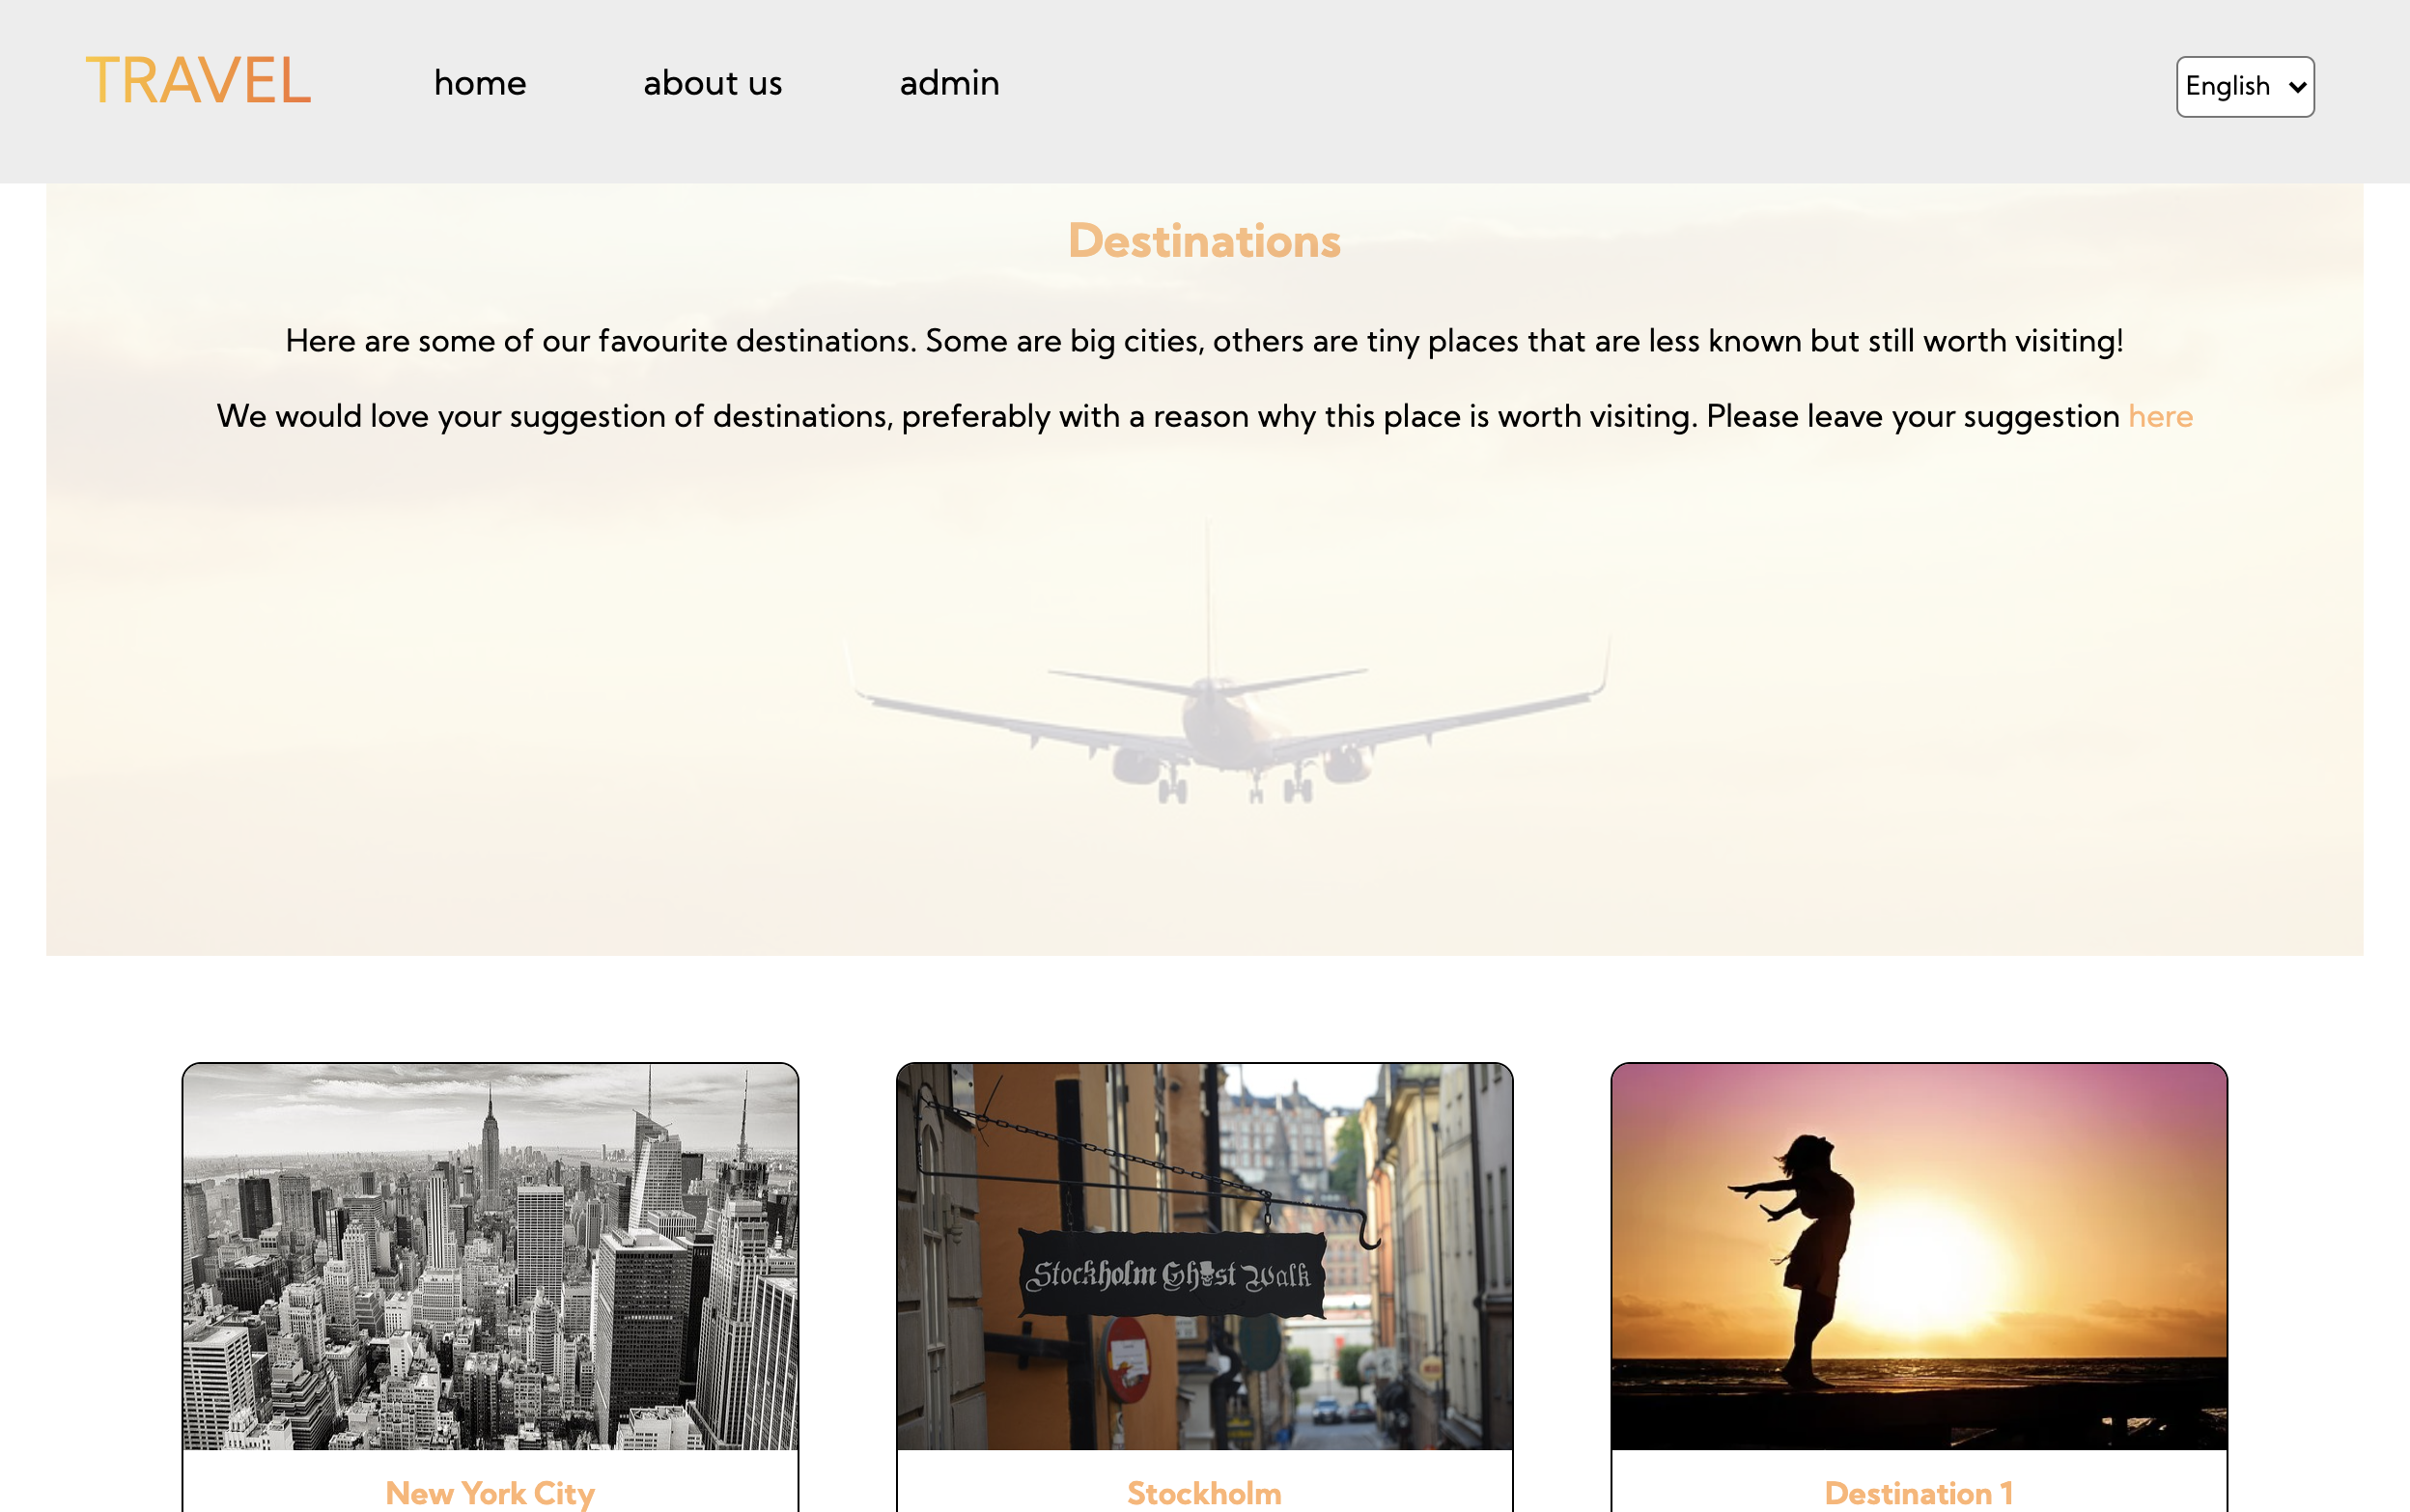 TRAVEL
home
about us
admin
English
Destinations
Here are some of our favourite destinations. Some are big cities, others are tiny places that are less known but still worth visiting!
We would love your suggestion of destinations, preferably with a reason why this place is worth visiting. Please leave your suggestion here
Stockholm Ghost Walk
New York City
Stockholm
Destination 1